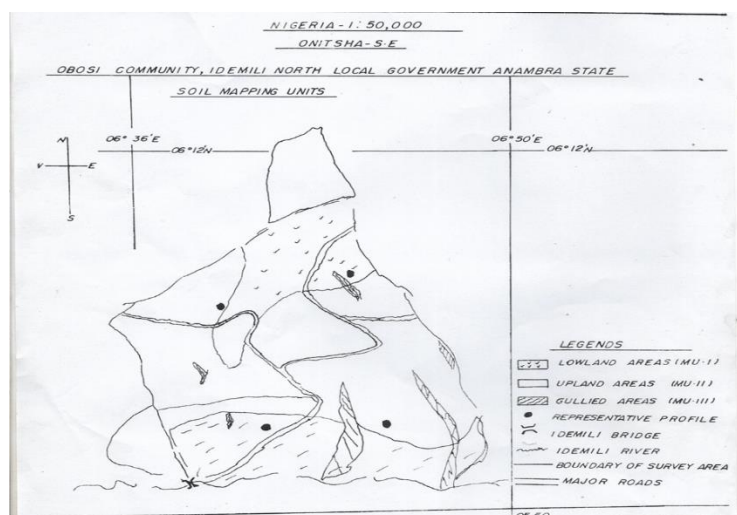 NIGERIA-1:50,000
ONITSHA-S·E
OBOSI COMMUNITY, IDEMILI NORTH LOCAL GOVERNMENT ANAMBRA STATE
SOIL MAPPING UNITS
06° 36'E
06°12'N
06° 50'E
06°12'N
N
E
S
LEGENDS
LOWLAND AREAS (MU·I)
UPLAND AREAS (MU·II)
GULLIED AREAS (MU·III)
REPRESENTATIVE PROFILE
IDEMILI BRIDGE
IDEMILI RIVER
BOUNDARY OF SURVEY AREA
MAJOR ROADS